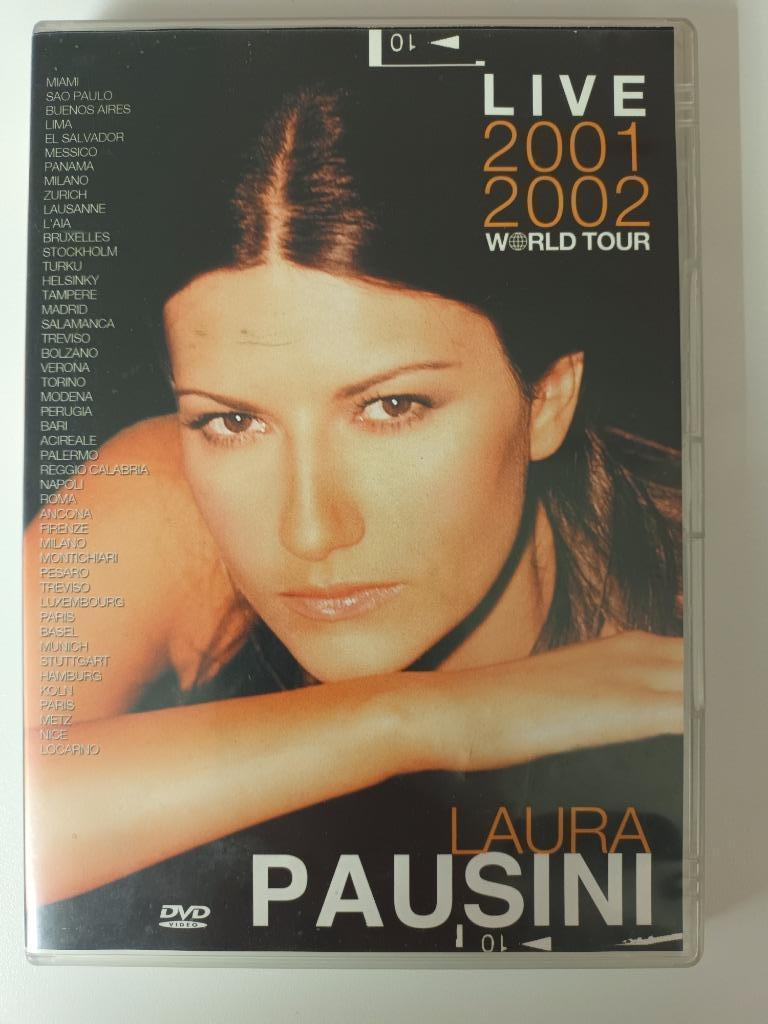 10
LIVE
2001
2002
WORLD TOUR
MIAMI
SAO PAULO
BUENOS AIRES
LIMA
EL SALVADOR
MESSICO
PANAMA
MILANO
ZURICH
LAUSANNE
L'AIA
BRUXELLES
STOCKHOLM
TURKU
HELSINKY
TAMPERE
MADRID
SALAMANCA
TREVISO
BOLZANO
VERONA
TORINO
MODENA
PERUGIA
BARI
ACIREALE
PALERMO
REGGIO CALABRIA
NAPOLI
ROMA
ANCONA
FIRENZE
MILANO
MONTICHIARI
PESARO
TREVISO
LUXEMBOURG
PARIS
BASEL
MUNICH
STUTTGART
HAMBURG
KOLN
PARIS
METZ
NICE
LOCARNO
LAURA
PAUSINI
DVD
VIDEO
10